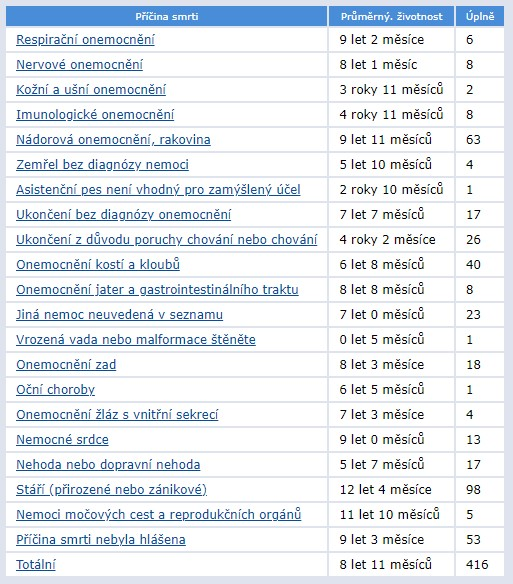 Příčina smrti Průměrný. životnost Úplně
Respirační onemocnění 9 let 2 měsíce 6
Nervové onemocnění 8 let 1 měsíc 8
Kožní a ušní onemocnění 3 roky 11 měsíců 2
Imunologické onemocnění 4 roky 11 měsíců 8
Nádorová onemocnění, rakovina 9 let 11 měsíců 63
Zemřel bez diagnózy nemoci 5 let 10 měsíců 4
Asistenční pes není vhodný pro zamýšlený účel 2 roky 10 měsíců 1
Ukončení bez diagnózy onemocnění 7 let 7 měsíců 17
Ukončení z důvodu poruchy chování nebo chování 4 roky 2 měsíce 26
Onemocnění kostí a kloubů 6 let 8 měsíců 40
Onemocnění jater a gastrointestinálního traktu 8 let 8 měsíců 8
Jiná nemoc neuvedená v seznamu 7 let 0 měsíců 23
Vrozená vada nebo malformace štěněte 0 let 5 měsíců 1
Onemocnění zad 8 let 3 měsíce 18
Oční choroby 6 let 5 měsíců 1
Onemocnění žláz s vnitřní sekrecí 7 let 3 měsíce 4
Nemocné srdce 9 let 0 měsíců 13
Nehoda nebo dopravní nehoda 5 let 7 měsíců 17
Stáří (přirozené nebo zánikové) 12 let 4 měsíce 98
Nemoci močových cest a reprodukčních orgánů 11 let 10 měsíců 5
Příčina smrti nebyla hlášena 9 let 3 měsíce 53
Totální 8 let 11 měsíců 416